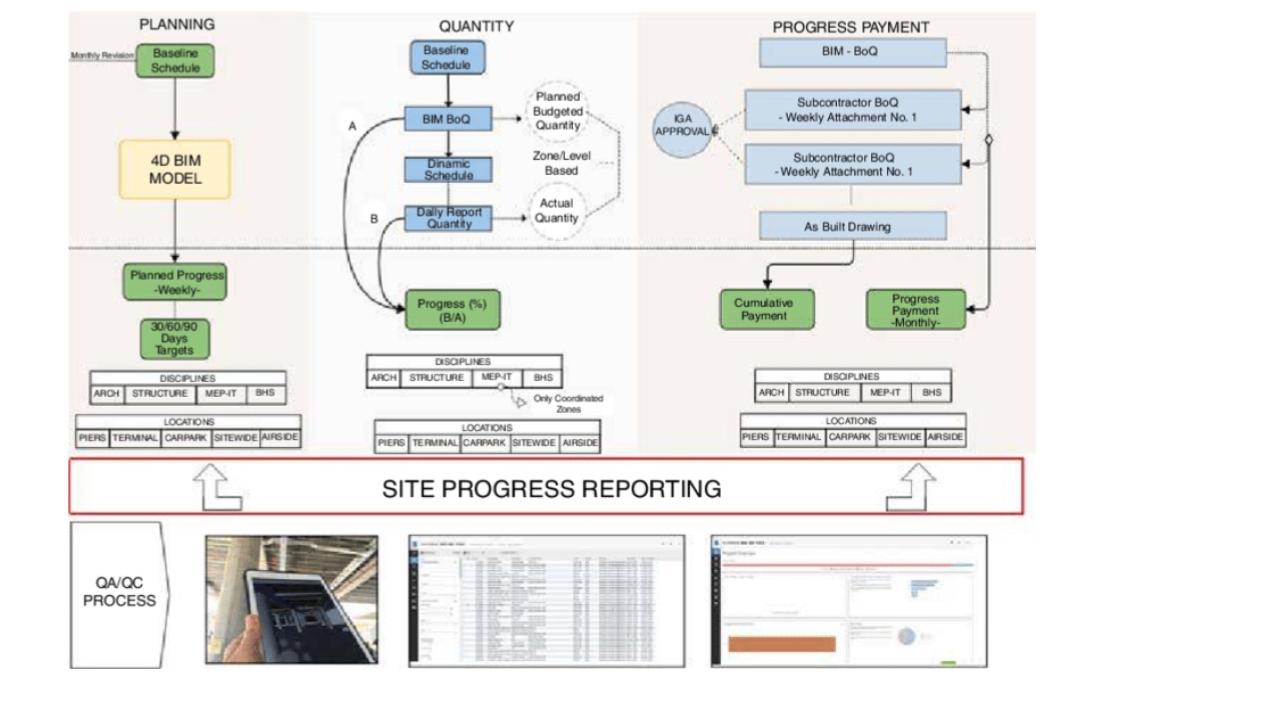 PLANNING
Monthly Revision
Baseline
Schedule
4D BIM
MODEL
Planned Progress
-Weekly-
30/60/90
Days
Targets
DISCIPLINES
ARCH STRUCTURE MEP-IT BHS
LOCATIONS
PIERS TERMINAL CARPARK SITEWIDE AIRSIDE
QUANTITY
Baseline
Schedule
A
BIM BoQ
Planned
Budgeted
Quantity
Dinamic
Schedule
Zone/Level
Based
B
Daily Report
Quantity
Actual
Quantity
Progress (%)
(B/A)
DISCIPLINES
ARCH STRUCTURE MEP-IT BHS
Only Coordinated
Zones
LOCATIONS
PIERS TERMINAL CARPARK SITEWIDE AIRSIDE
PROGRESS PAYMENT
BIM - BoQ
IGA
APPROVAL
Subcontractor BoQ
- Weekly Attachment No. 1
Subcontractor BoQ
- Weekly Attachment No. 1
As Built Drawing
Cumulative
Payment
Progress
Payment
-Monthly-
DISCIPLINES
ARCH STRUCTURE MEP-IT BHS
LOCATIONS
PIERS TERMINAL CARPARK SITEWIDE AIRSIDE
SITE PROGRESS REPORTING
QA/QC
PROCESS